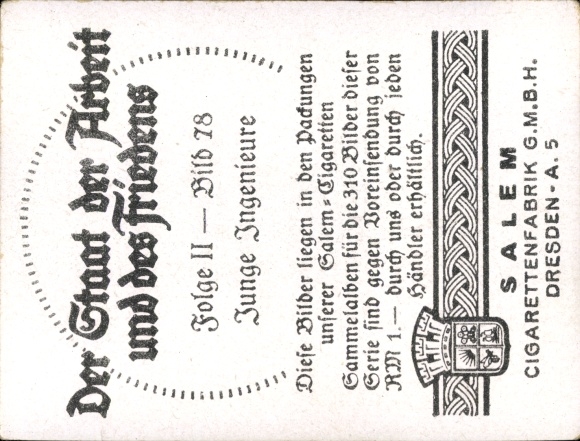 Der Staat der Arbeit
und des Friedens
Folge II — Bild 78
Junge Ingenieure
Diese Bilder liegen in den Packungen
unserer Salem=Cigaretten
Sammelalben für die 310 Bilder dieser
Serie sind gegen Voreinsendung von
RM 1.— durch uns oder durch jeden
Händler erhältlich.
SALEM
CIGARETTENFABRIK G.M.B.H.
DRESDEN-A. 5